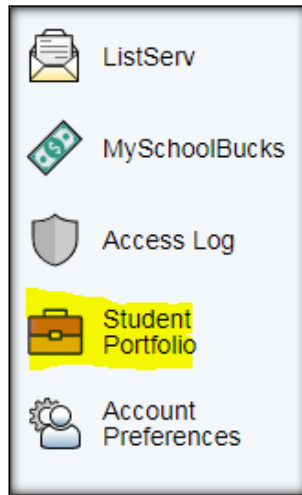 ListServ
MySchoolBucks
Access Log
Student
Portfolio
Account
Preferences